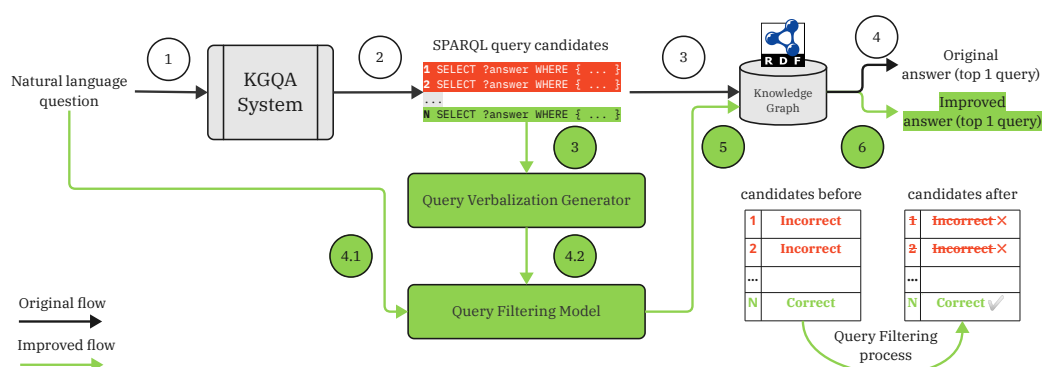 Natural language
question
1
KGQA
System
2
SPARQL query candidates
1 SELECT ?answer WHERE { ... }
2 SELECT ?answer WHERE { ... }
...
N SELECT ?answer WHERE { ... }
3
RDF
Knowledge
Graph
4
Original
answer (top 1 query)
Improved
answer (top 1 query)
3
5
6
Query Verbalization Generator
4.1
4.2
Query Filtering Model
candidates before
1 Incorrect
2 Incorrect
...
N Correct
candidates after
1 Incorrect ×
2 Incorrect ×
...
N Correct ✔
Query Filtering
process
Original flow
Improved flow